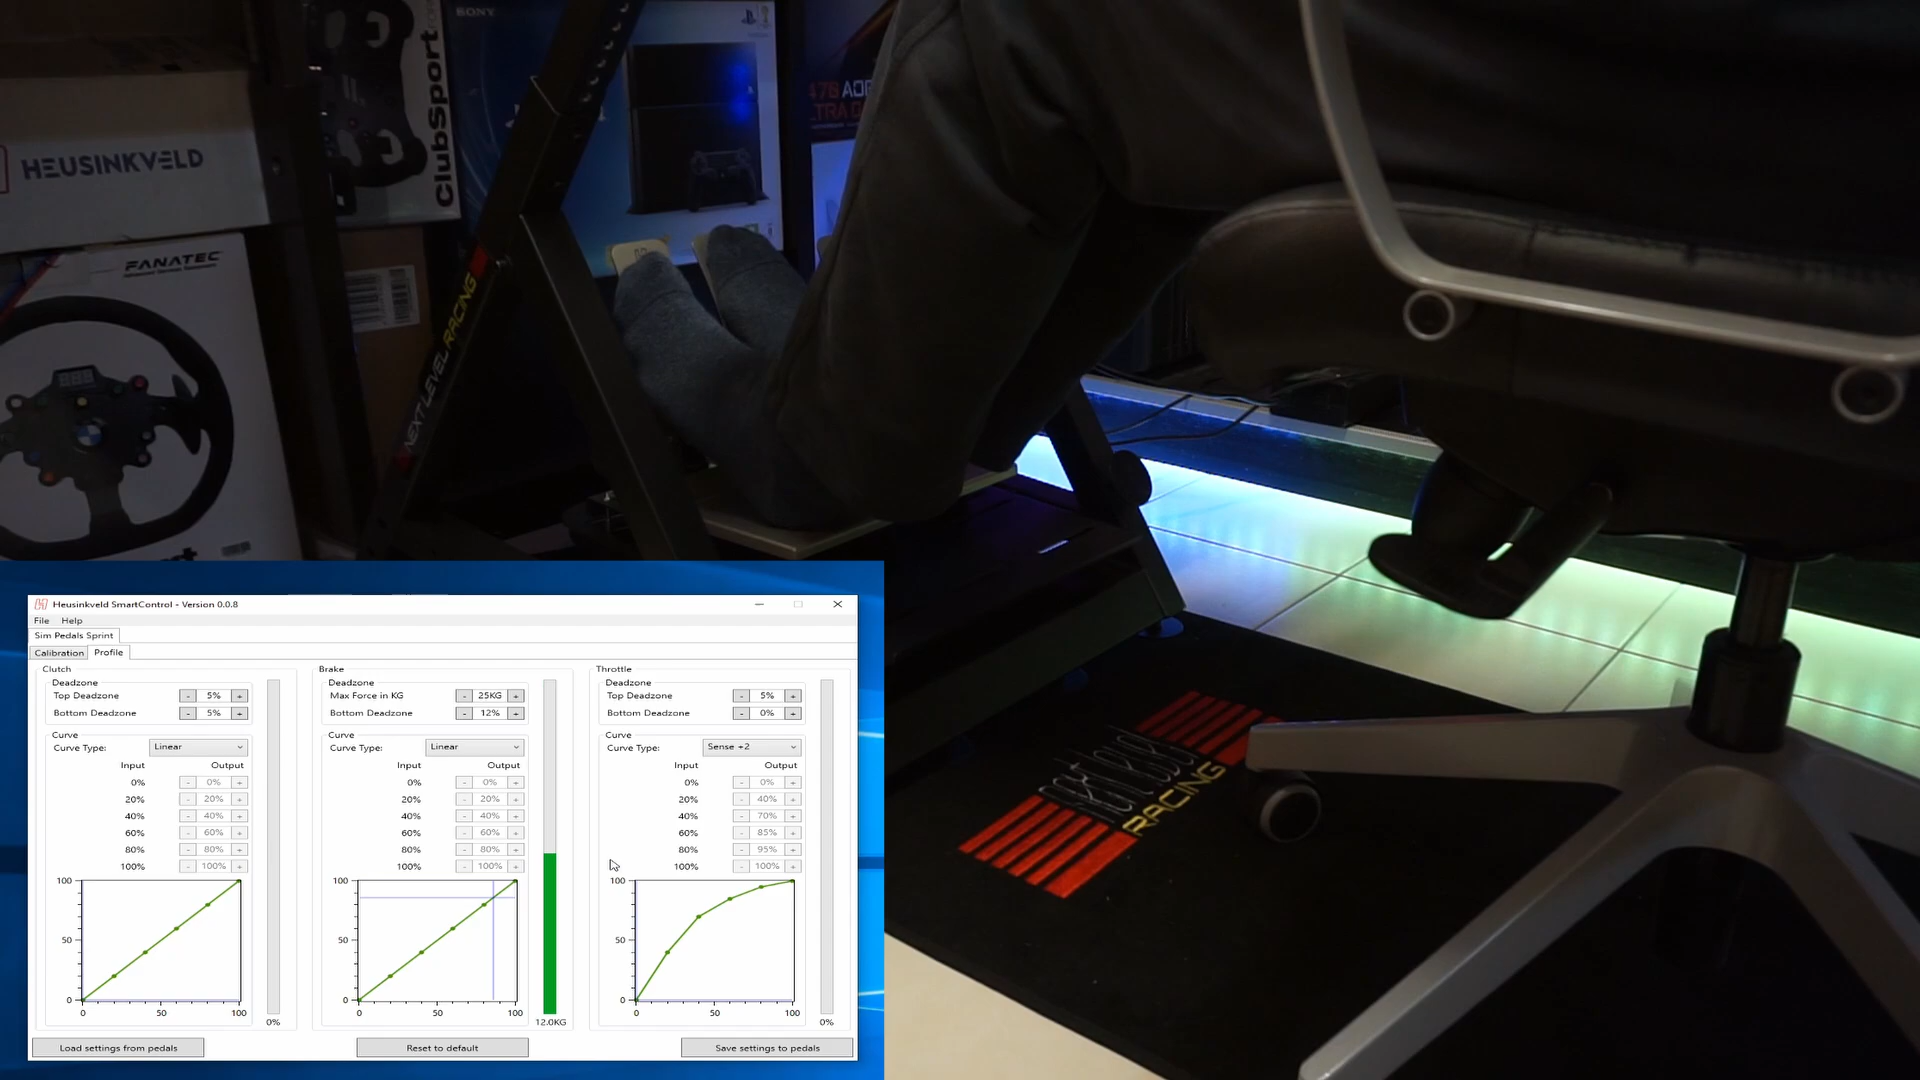 SONY
ClubSport
HEUSINKVELD
FANATEC
NEXT LEVEL RACING
Next Level
RACING
Heusinkveld SmartControl - Version 0.0.8
File Help
Sim Pedals Sprint
Calibration Profile
Clutch
Deadzone
Top Deadzone - 5% +
Bottom Deadzone - 5% +
Curve
Curve Type: Linear
Input Output
0% - 0% +
20% - 20% +
40% - 40% +
60% - 60% +
80% - 80% +
100% - 100% +
100
50
0
0 50 100
0%
Brake
Deadzone
Max Force in KG - 25KG +
Bottom Deadzone - 12% +
Curve
Curve Type: Linear
Input Output
0% - 0% +
20% - 20% +
40% - 40% +
60% - 60% +
80% - 80% +
100% - 100% +
100
50
0
0 50 100
12.0KG
Throttle
Deadzone
Top Deadzone - 5% +
Bottom Deadzone - 0% +
Curve
Curve Type: Sense +2
Input Output
0% - 0% +
20% - 40% +
40% - 70% +
60% - 85% +
80% - 95% +
100% - 100% +
100
50
0
0 50 100
0%
Load settings from pedals
Reset to default
Save settings to pedals